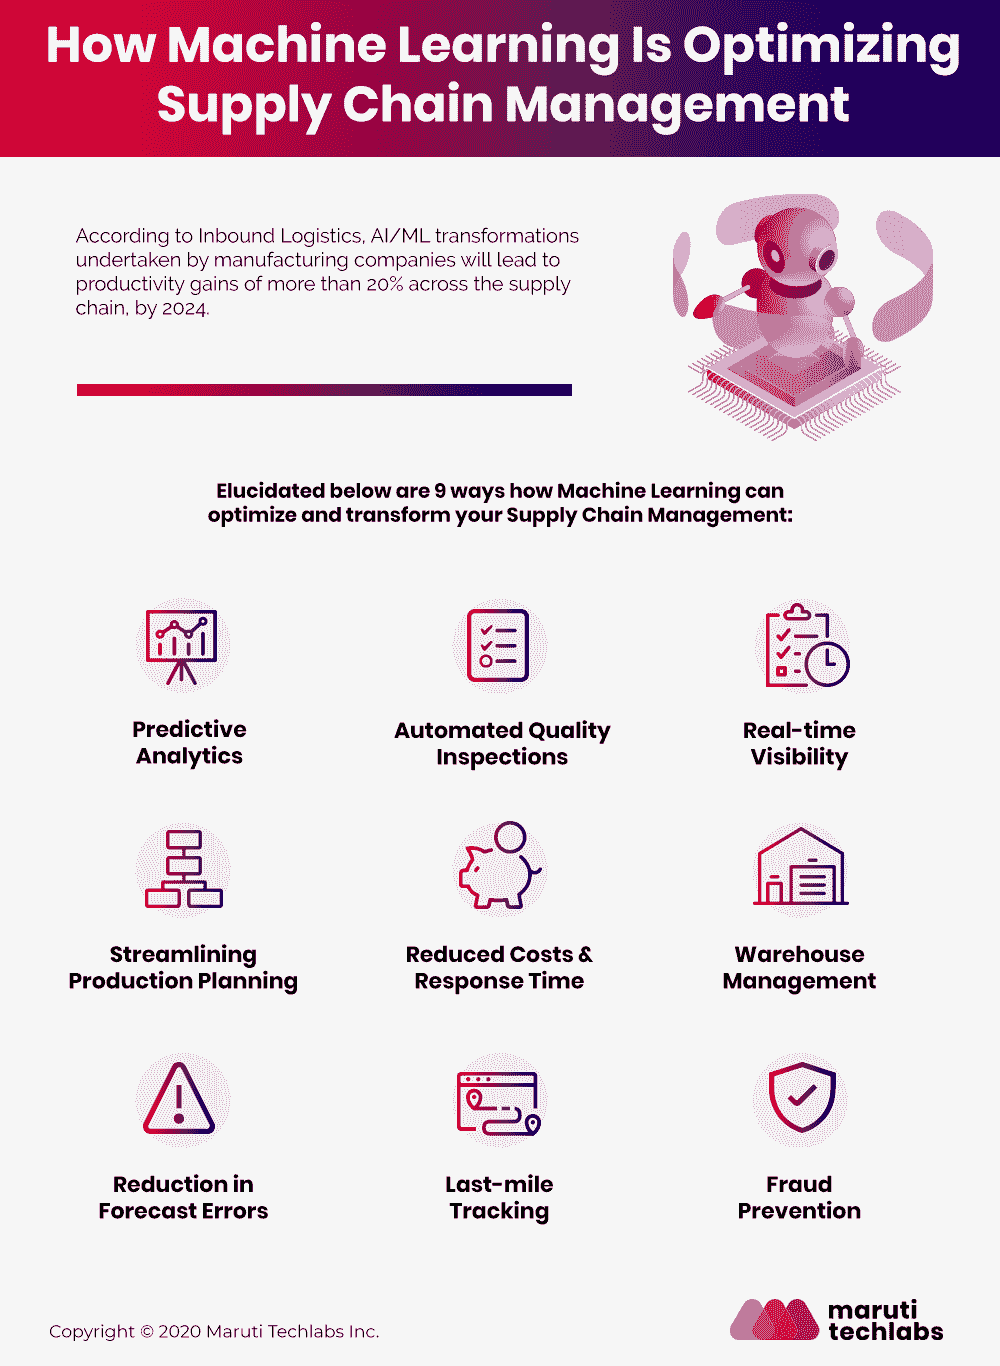 How Machine Learning Is Optimizing
Supply Chain Management
According to Inbound Logistics, AI/ML transformations
undertaken by manufacturing companies will lead to
productivity gains of more than 20% across the supply
chain, by 2024.
Elucidated below are 9 ways how Machine Learning can
optimize and transform your Supply Chain Management:
Predictive
Analytics
Automated Quality
Inspections
Real-time
Visibility
Streamlining
Production Planning
Reduced Costs &
Response Time
Warehouse
Management
Reduction in
Forecast Errors
Last-mile
Tracking
Fraud
Prevention
Copyright © 2020 Maruti Techlabs Inc.
maruti
techlabs